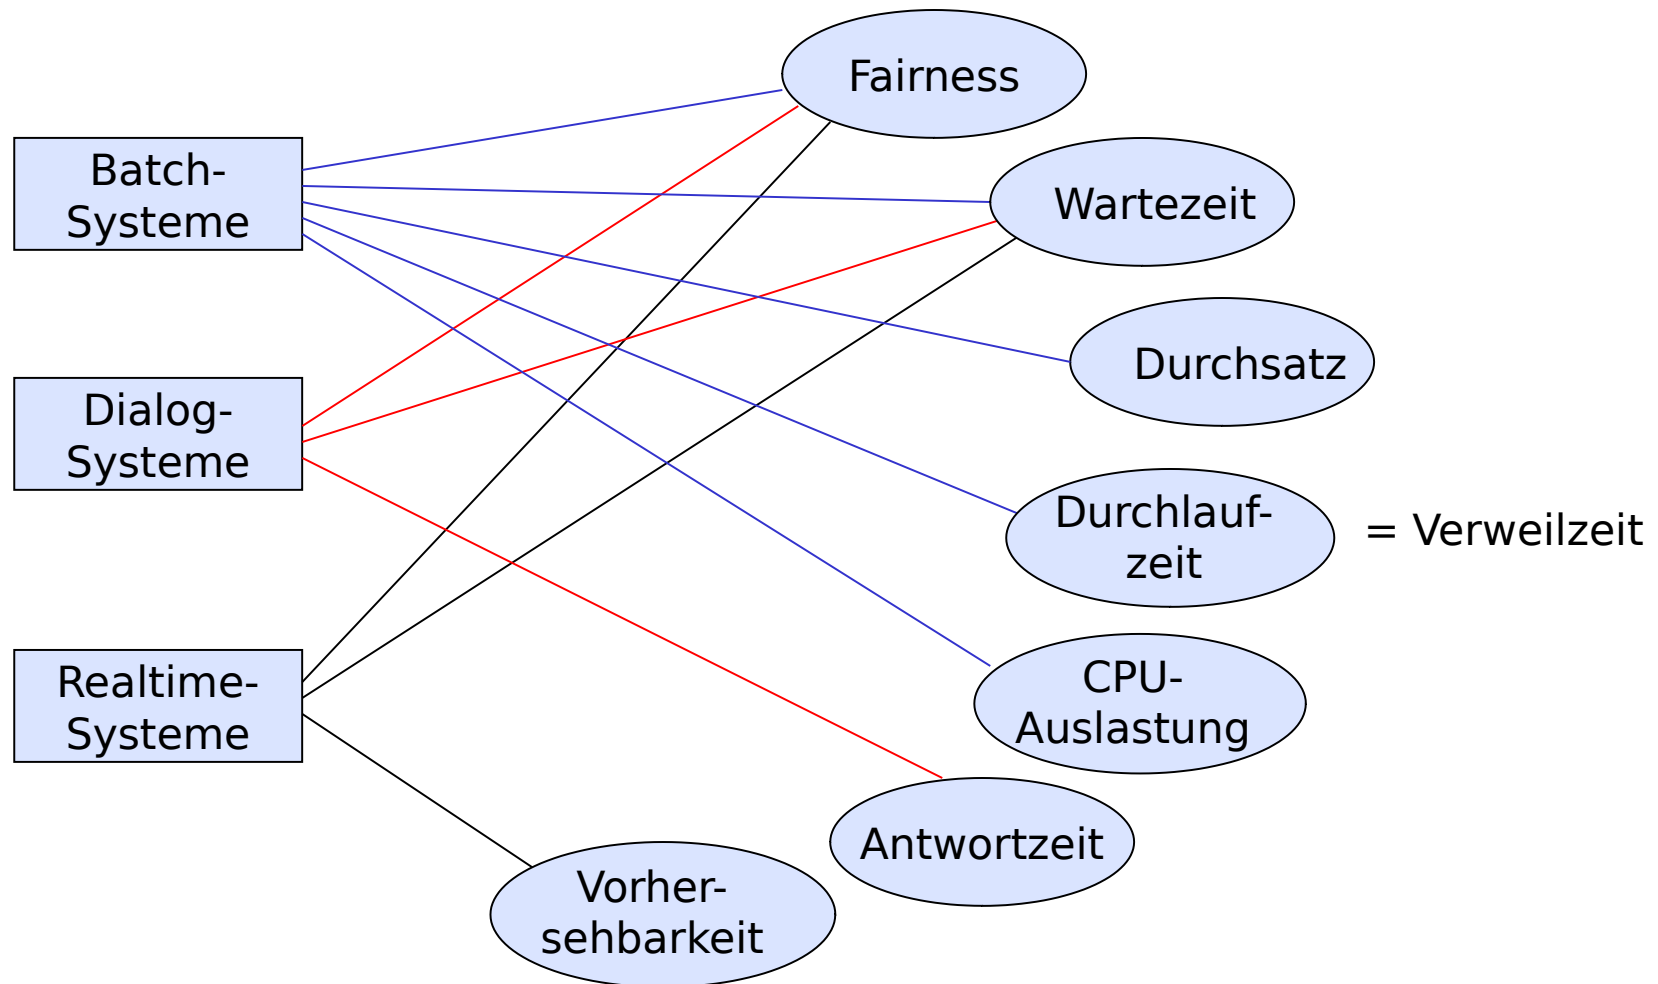 Fairness
Batch-
Systeme
Wartezeit
Durchsatz
Dialog-
Systeme
Durchlauf-
zeit
= Verweilzeit
Realtime-
Systeme
CPU-
Auslastung
Antwortzeit
Vorher-
sehbarkeit